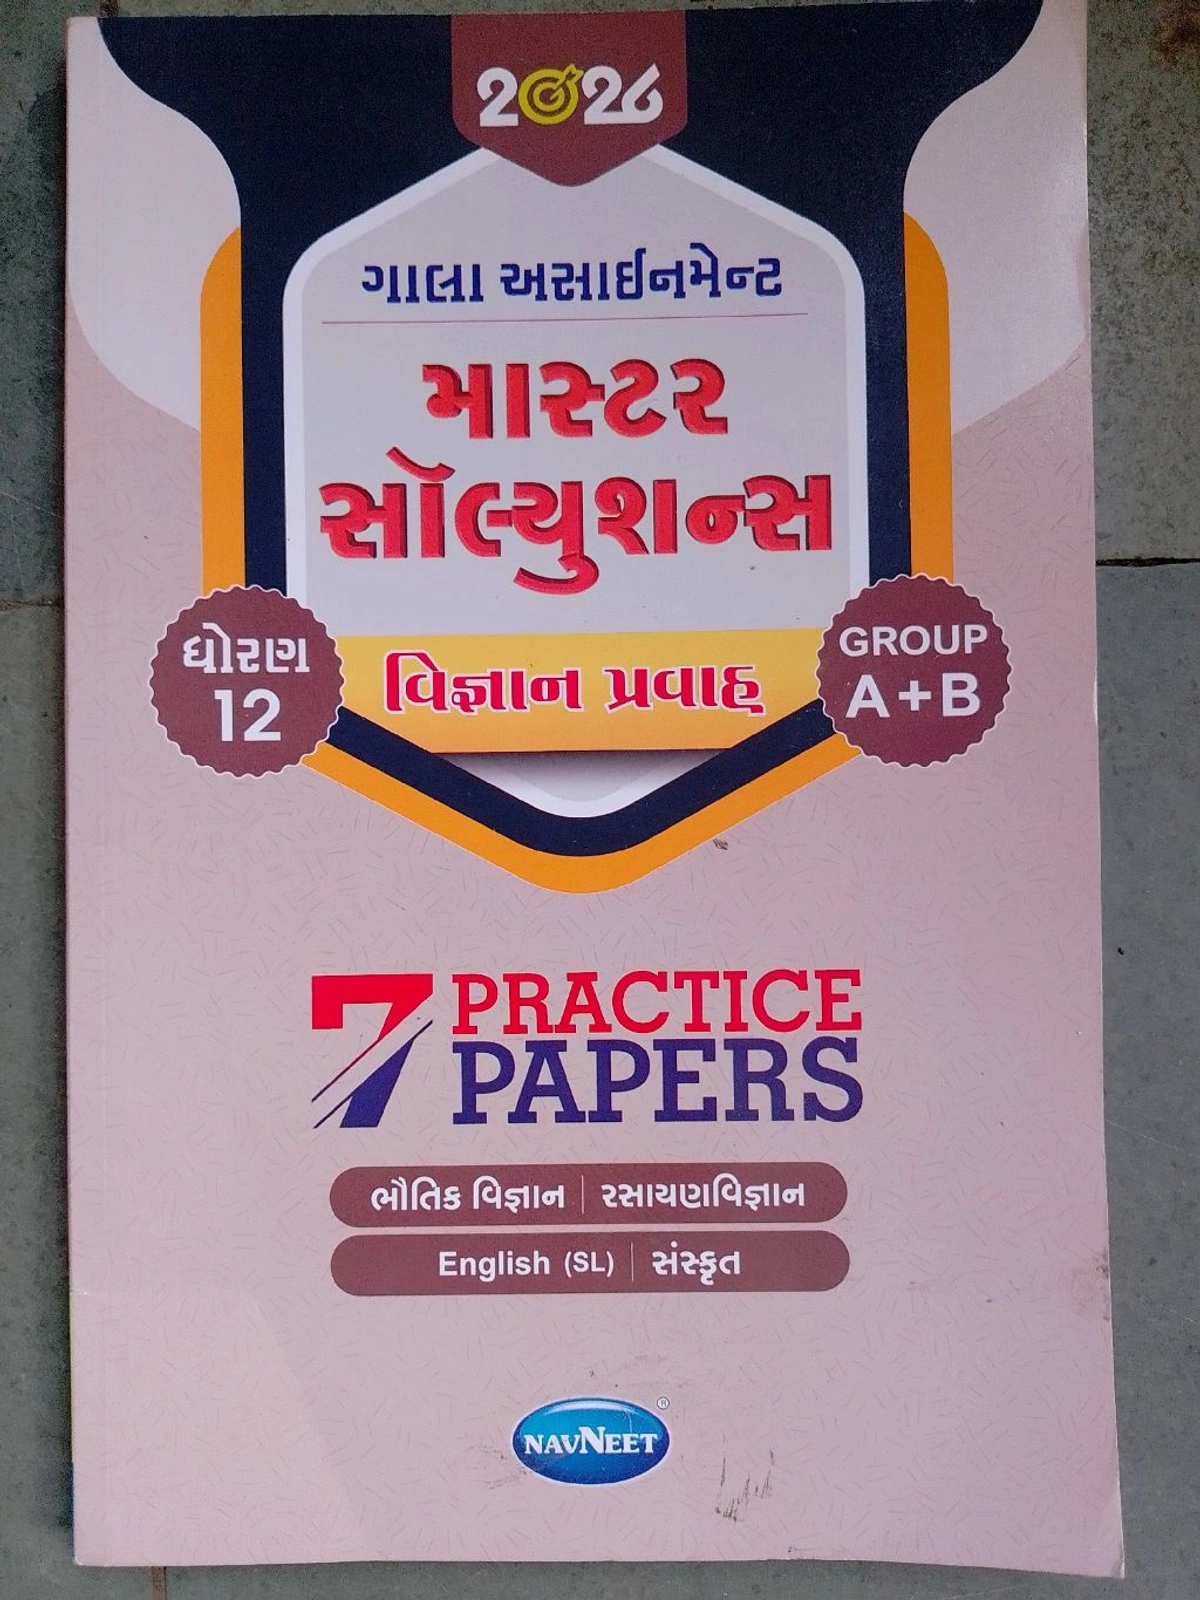 2026
ગાલા અસાઈનમેન્ટ
માસ્ટર
સૉલ્યુશન્સ
ધોરણ
12
વિજ્ઞાન પ્રવાહ
GROUP
A+B
7 PRACTICE
PAPERS
ભૌતિક વિજ્ઞાન | રસાયણવિજ્ઞાન
English (SL) | સંસ્કૃત
NAVNEET ®